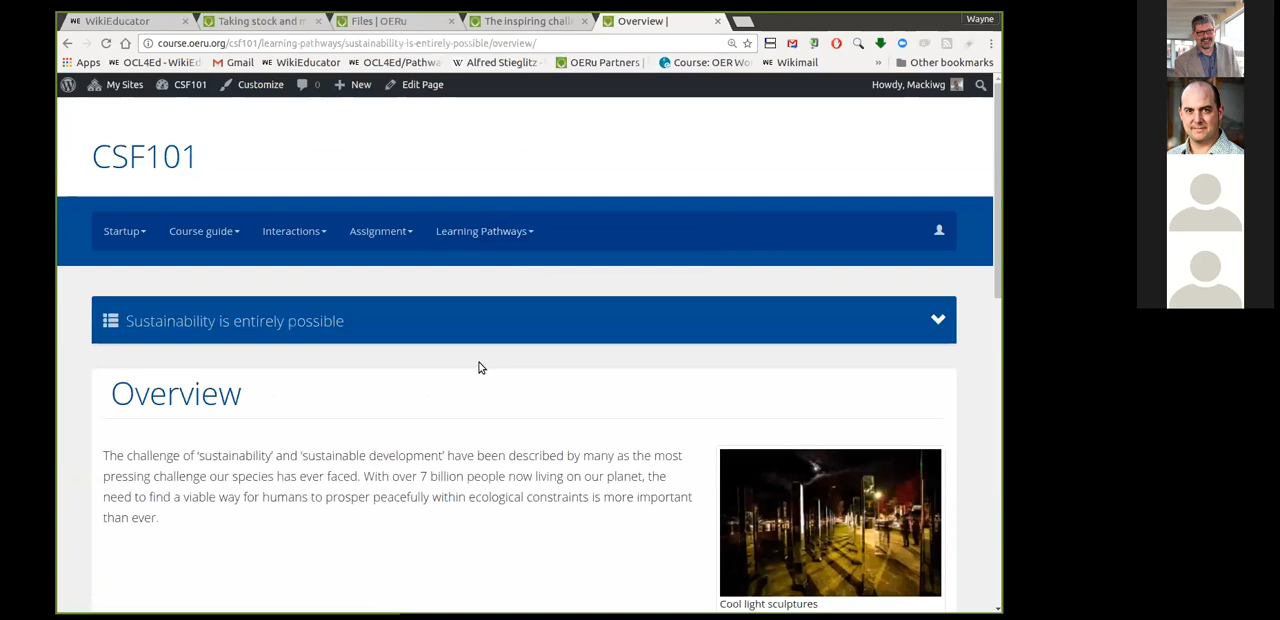 WikiEducator
Taking stock and m
Files | OERu
The inspiring chall
Overview |
Wayne
course.oeru.org/csf101/learning-pathways/sustainability-is-entirely-possible/overview/
Apps
OCL4Ed - WikiEd
Gmail
WikiEducator
OCL4Ed/Pathwa
Alfred Stieglitz -
OERu Partners |
Course: OER Wo
Wikimail
»
Other bookmarks
My Sites
CSF101
Customize
0
New
Edit Page
Howdy, Mackiwg
CSF101
Startup
Course guide
Interactions
Assignment
Learning Pathways
Sustainability is entirely possible
Overview
The challenge of ‘sustainability’ and ‘sustainable development’ have been described by many as the most
pressing challenge our species has ever faced. With over 7 billion people now living on our planet, the
need to find a viable way for humans to prosper peacefully within ecological constraints is more important
than ever.
Cool light sculptures